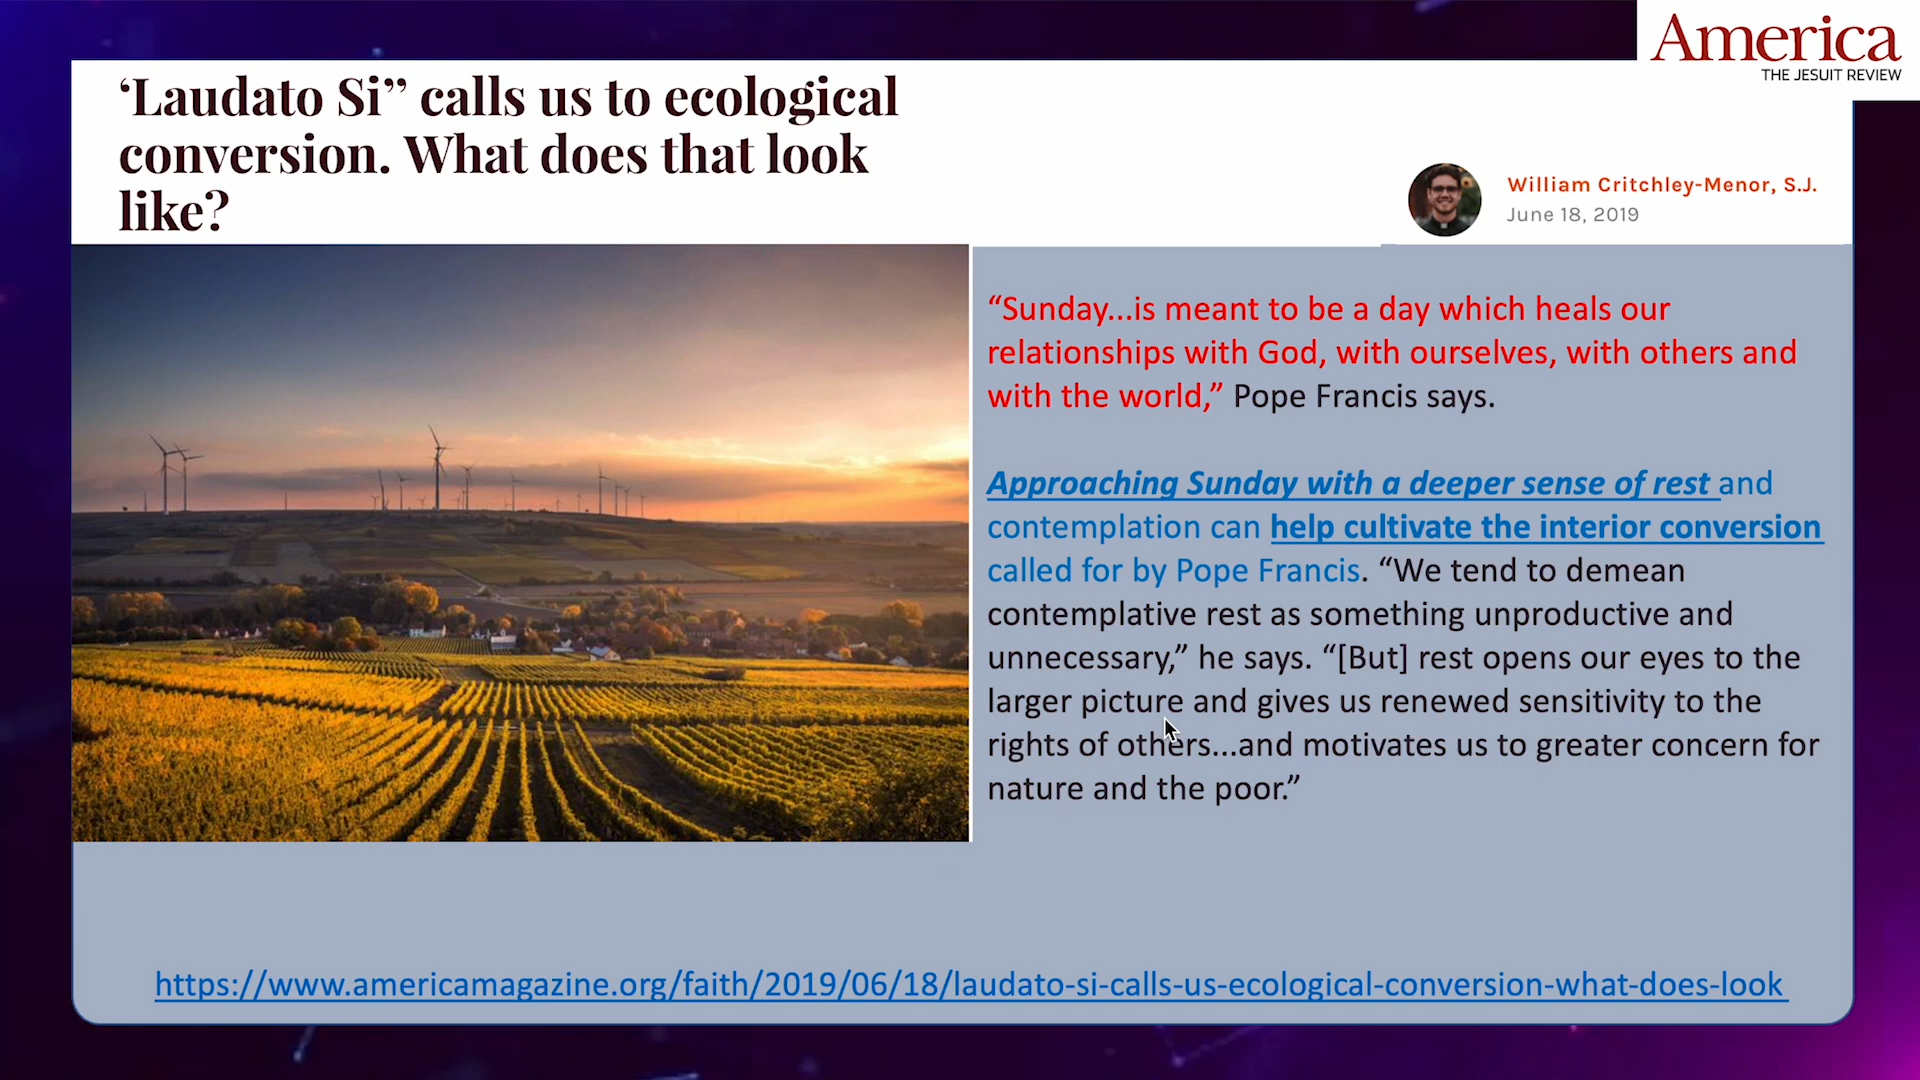 America
THE JESUIT REVIEW
‘Laudato Si’’ calls us to ecological
conversion. What does that look
like?
William Critchley-Menor, S.J.
June 18, 2019
“Sunday...is meant to be a day which heals our
relationships with God, with ourselves, with others and
with the world,” Pope Francis says.
Approaching Sunday with a deeper sense of rest and
contemplation can help cultivate the interior conversion
called for by Pope Francis. “We tend to demean
contemplative rest as something unproductive and
unnecessary,” he says. “[But] rest opens our eyes to the
larger picture and gives us renewed sensitivity to the
rights of others...and motivates us to greater concern for
nature and the poor.”
https://www.americamagazine.org/faith/2019/06/18/laudato-si-calls-us-ecological-conversion-what-does-look